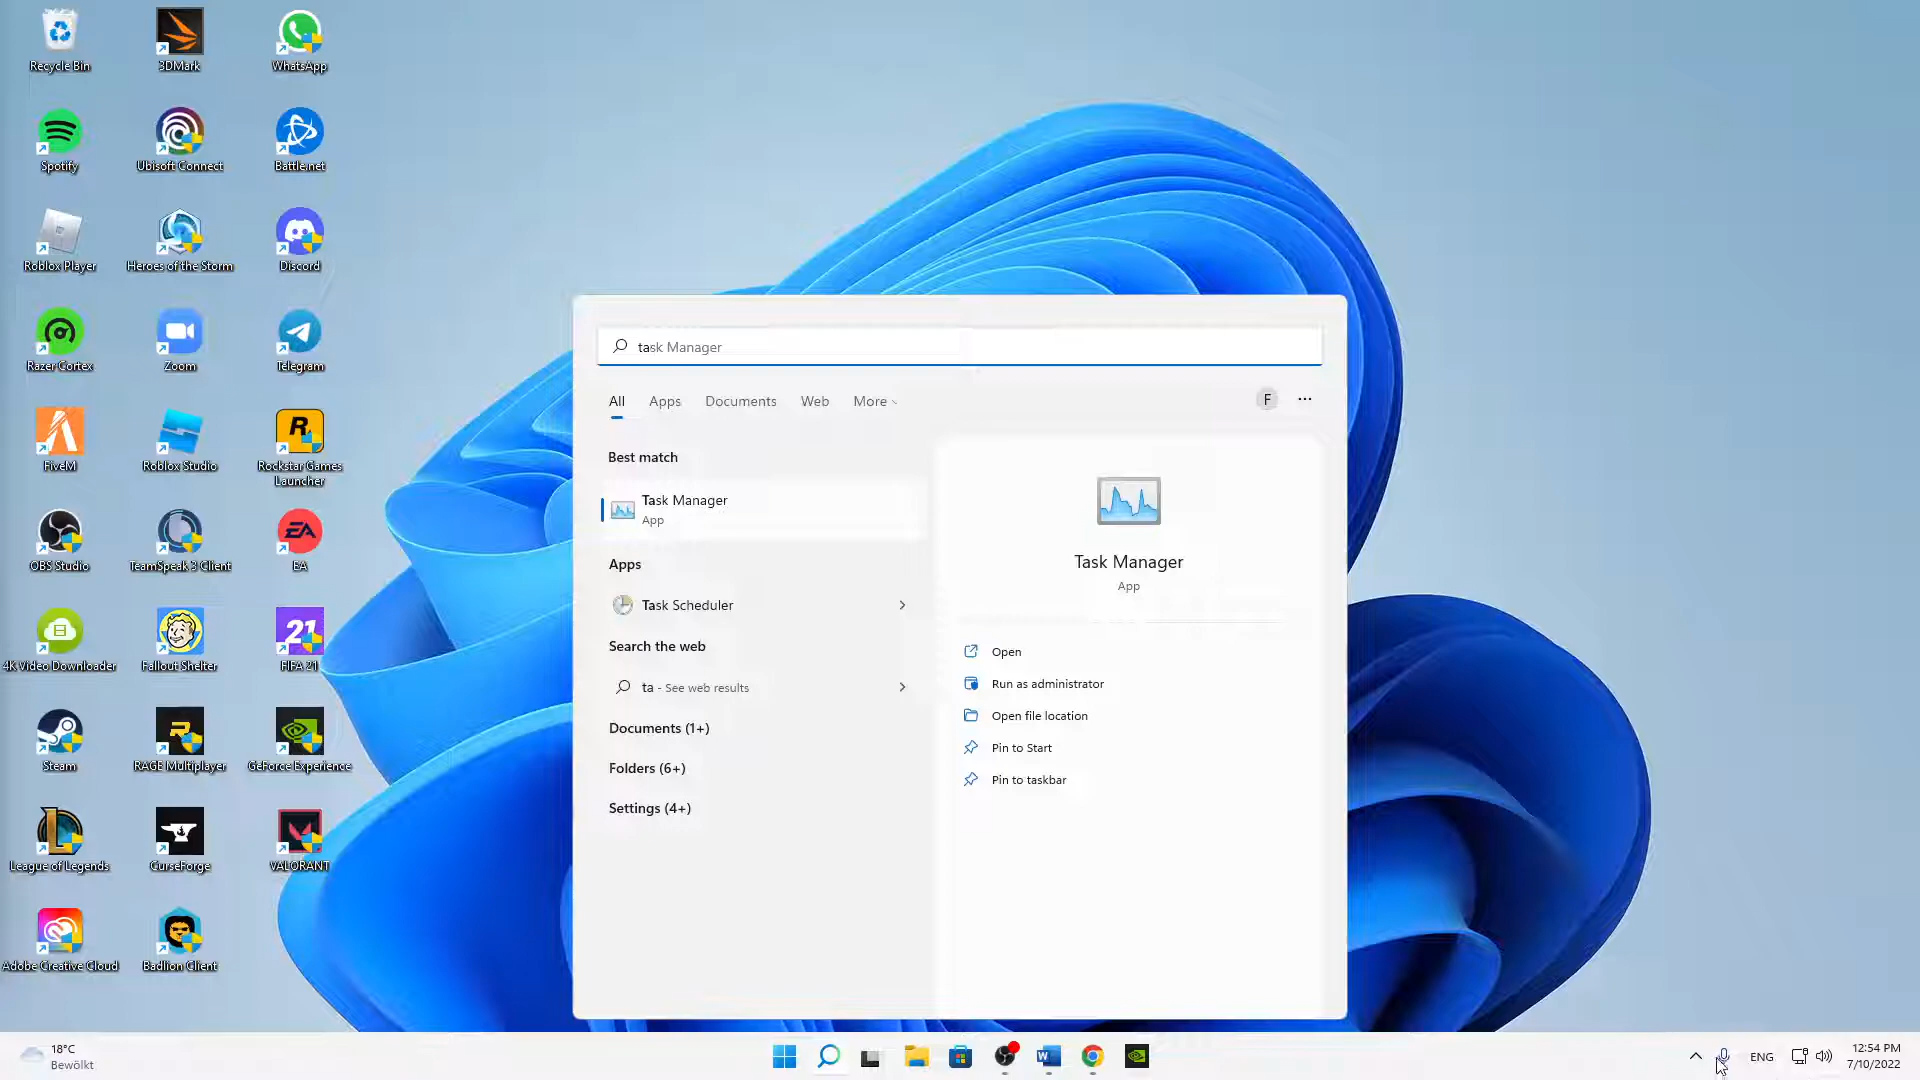 Recycle Bin
3DMark
WhatsApp
Spotify
Ubisoft Connect
Battle.net
Roblox Player
Heroes of the Storm
Discord
Razer Cortex
Zoom
Telegram
FiveM
Roblox Studio
Rockstar Games
Launcher
OBS Studio
TeamSpeak 3 Client
EA
4K Video Downloader
Fallout Shelter
FIFA 21
Steam
RAGE Multiplayer
GeForce Experience
League of Legends
CurseForge
VALORANT
Adobe Creative Cloud
Badlion Client
task Manager
All
Apps
Documents
Web
More
F
Best match
Task Manager
App
Apps
Task Scheduler
Search the web
ta - See web results
Documents (1+)
Folders (6+)
Settings (4+)
Task Manager
App
Open
Run as administrator
Open file location
Pin to Start
Pin to taskbar
18°C
Bewölkt
ENG
12:54 PM
7/10/2022